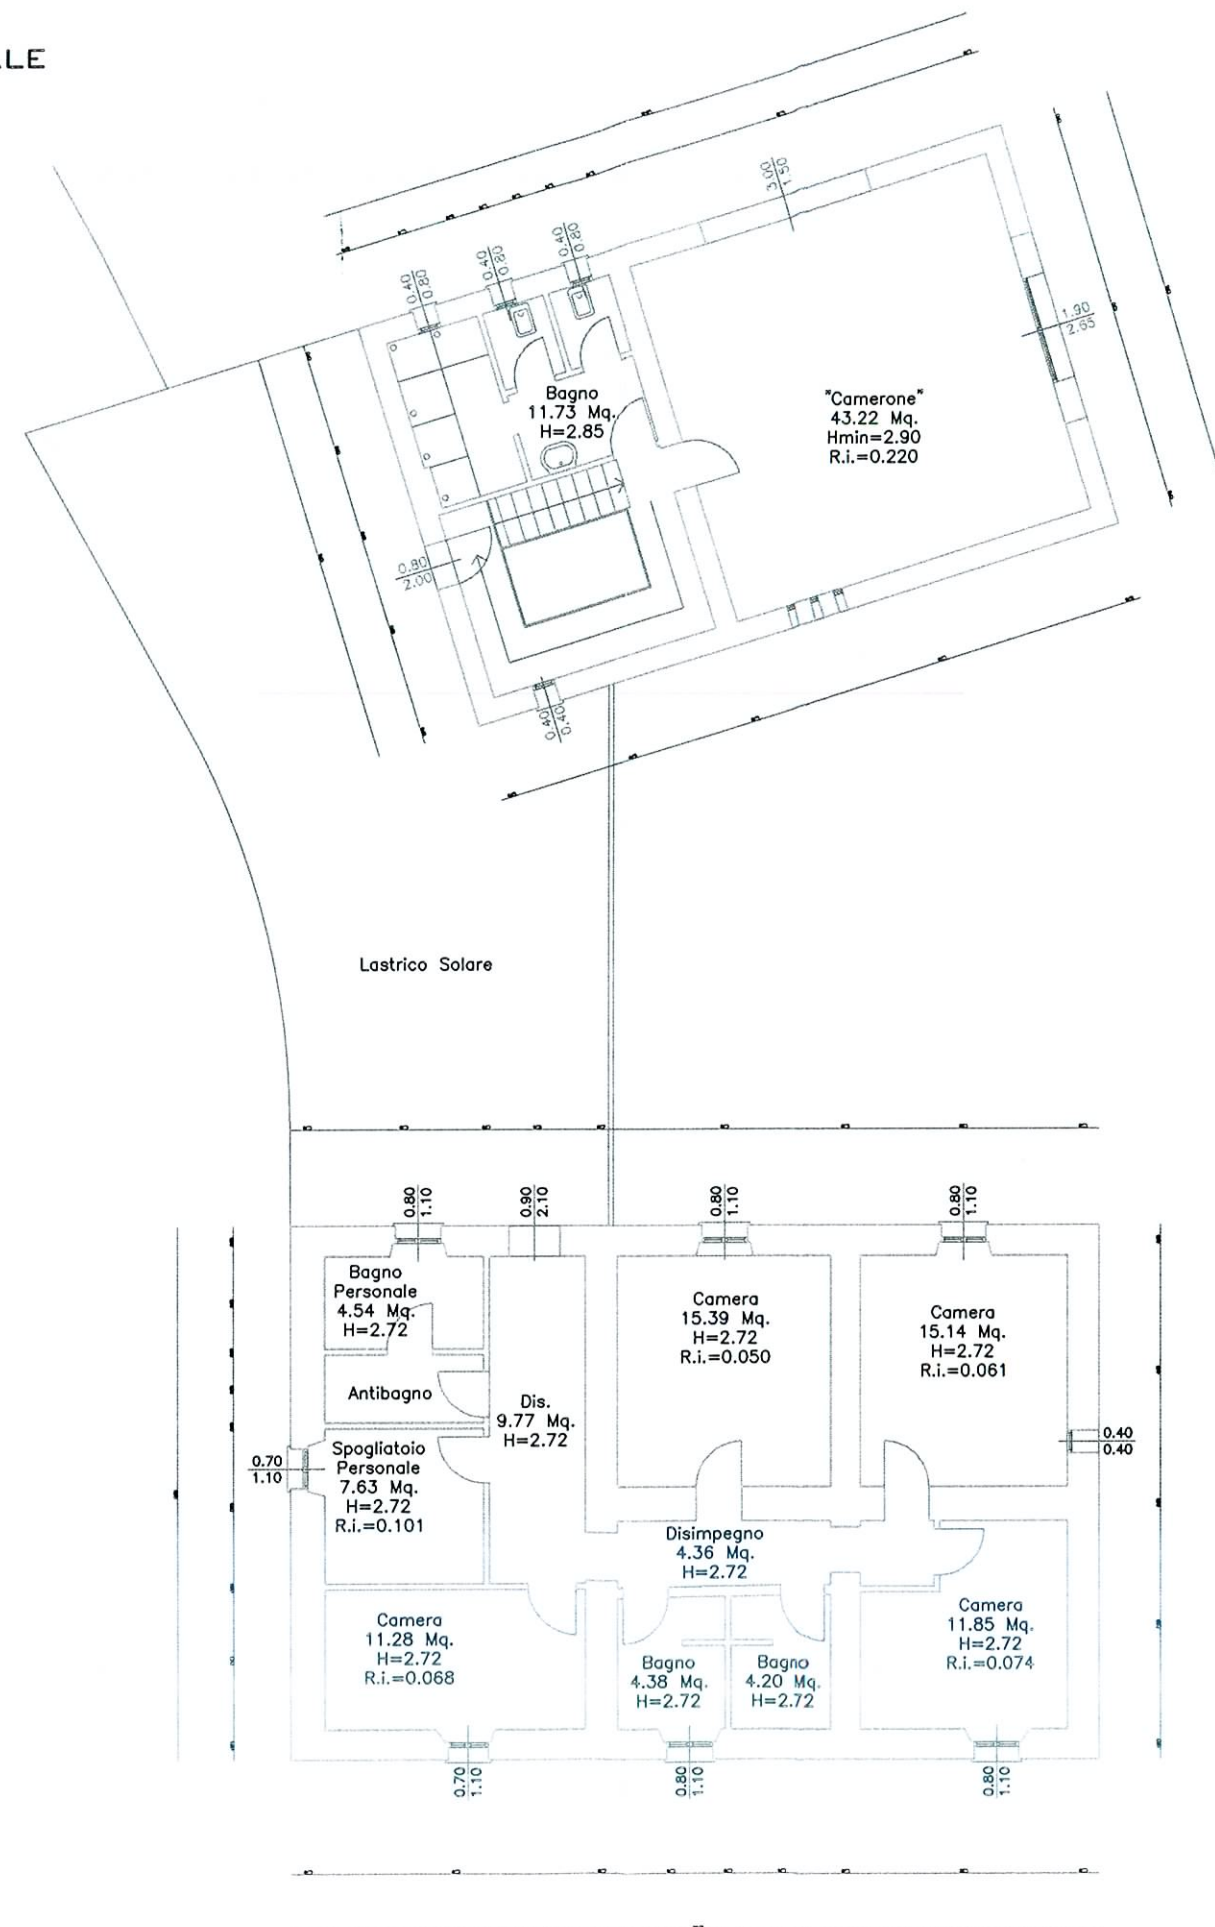 LE
3.00
1.50
0.40
0.80
0.40
0.80
0.40
0.80
1.90
2.65
Bagno
11.73 Mq.
H=2.85
"Camerone"
43.22 Mq.
Hmin=2.90
R.i.=0.220
0.80
2.00
0.40
0.40
Lastrico Solare
0.80
1.10
0.90
2.10
0.80
1.10
0.80
1.10
Bagno
Personale
4.54 Mq.
H=2.72
Camera
15.39 Mq.
H=2.72
R.i.=0.050
Camera
15.14 Mq.
H=2.72
R.i.=0.061
Antibagno
Dis.
9.77 Mq.
H=2.72
0.40
0.40
0.70
1.10
Spogliatoio
Personale
7.63 Mq.
H=2.72
R.i.=0.101
Disimpegno
4.36 Mq.
H=2.72
Camera
11.28 Mq.
H=2.72
R.i.=0.068
Bagno
4.38 Mq.
H=2.72
Bagno
4.20 Mq.
H=2.72
Camera
11.85 Mq.
H=2.72
R.i.=0.074
0.70
1.10
0.80
1.10
0.80
1.10